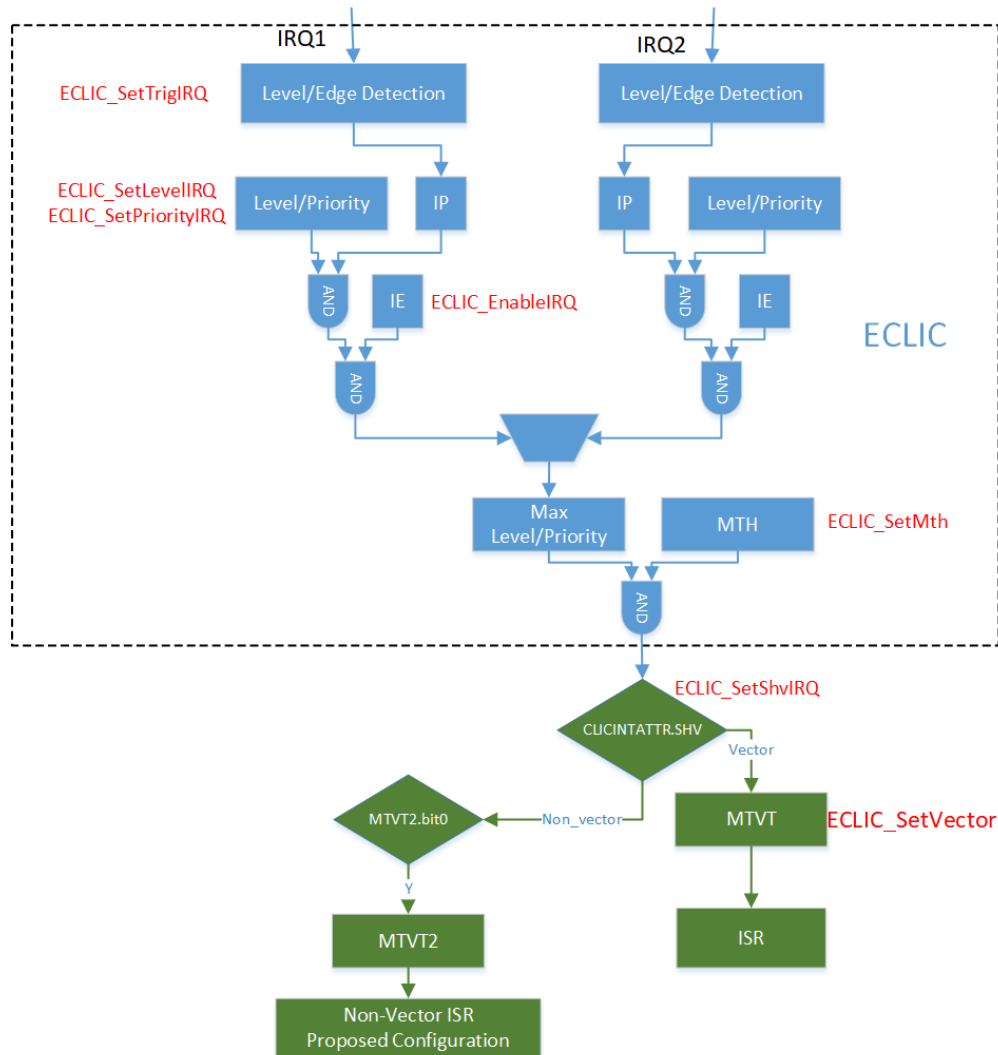 IRQ1
IRQ2
ECLIC_SetTrigIRQ
Level/Edge Detection
Level/Edge Detection
ECLIC_SetLevelIRQ
ECLIC_SetPriorityIRQ
Level/Priority
IP
IP
Level/Priority
AND
IE
ECLIC_EnableIRQ
AND
IE
ECLIC
AND
AND
Max
Level/Priority
MTH
ECLIC_SetMth
AND
ECLIC_SetShvIRQ
CLICINTATTR.SHV
Vector
MTVT2.bit0
Non_vector
MTVT
ECLIC_SetVector
Y
MTVT2
ISR
Non-Vector ISR
Proposed Configuration